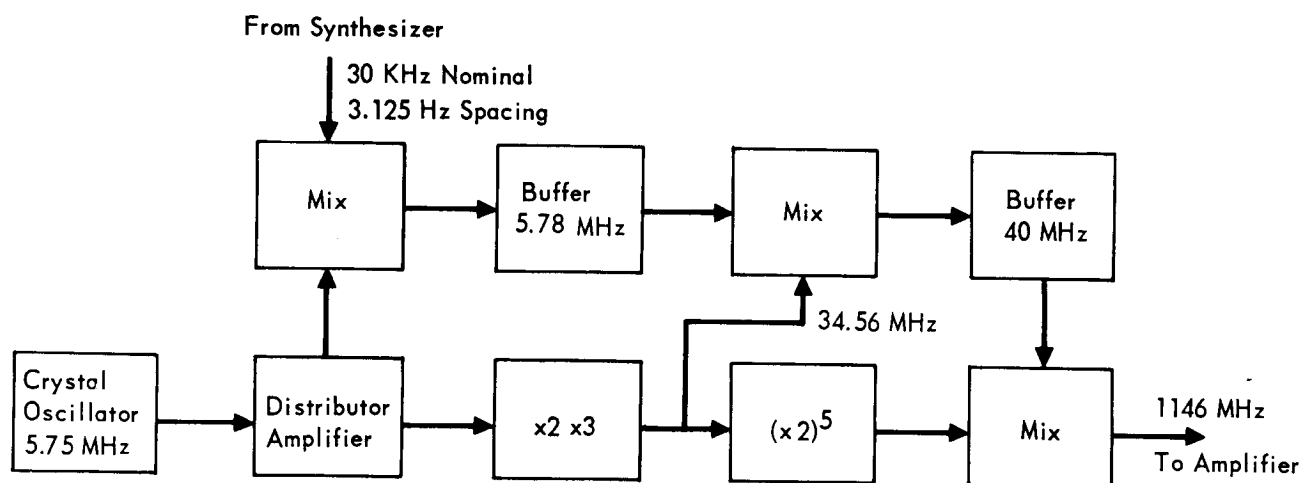 From Synthesizer
30 KHz Nominal
3.125 Hz Spacing
Mix
Buffer
5.78 MHz
Mix
Buffer
40 MHz
34.56 MHz
Crystal
Oscillator
5.75 MHz
Distributor
Amplifier
x2 x3
(x2)⁵
Mix
1146 MHz
To Amplifier